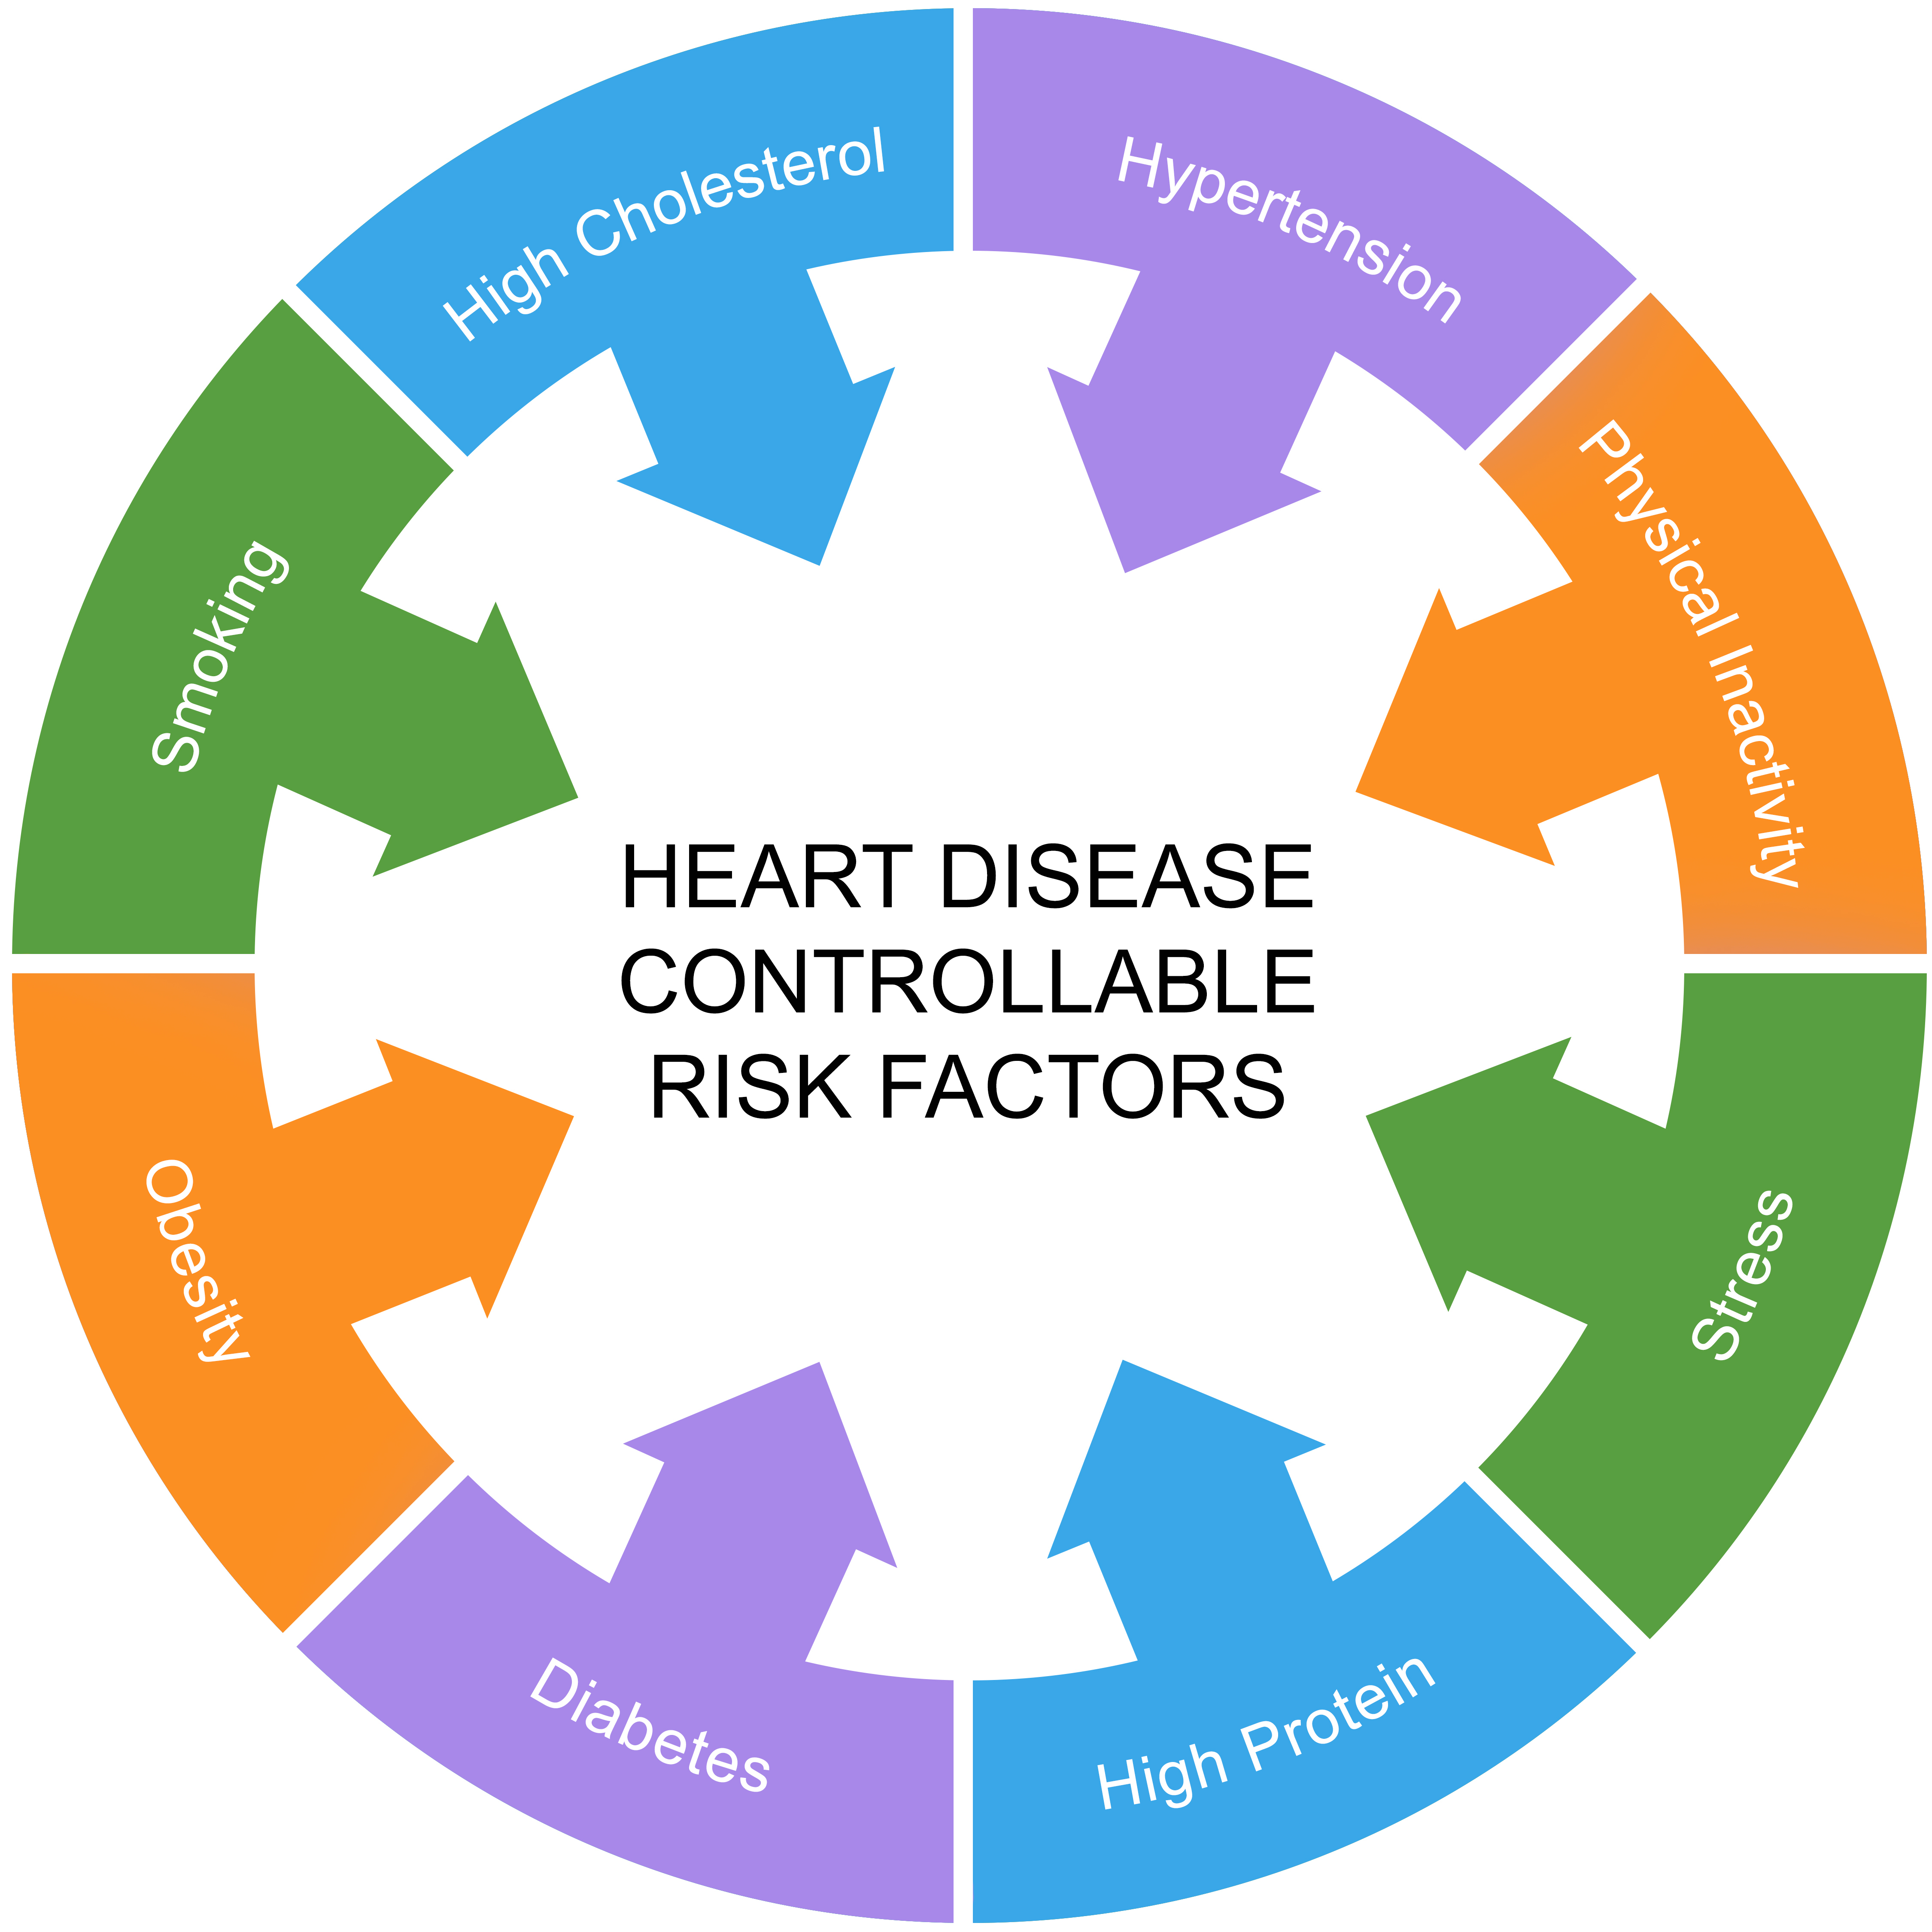 High Cholesterol
Hypertension
Physical Inactivity
Stress
High Protein
Diabetes
Obesity
Smoking
HEART DISEASE
CONTROLLABLE
RISK FACTORS